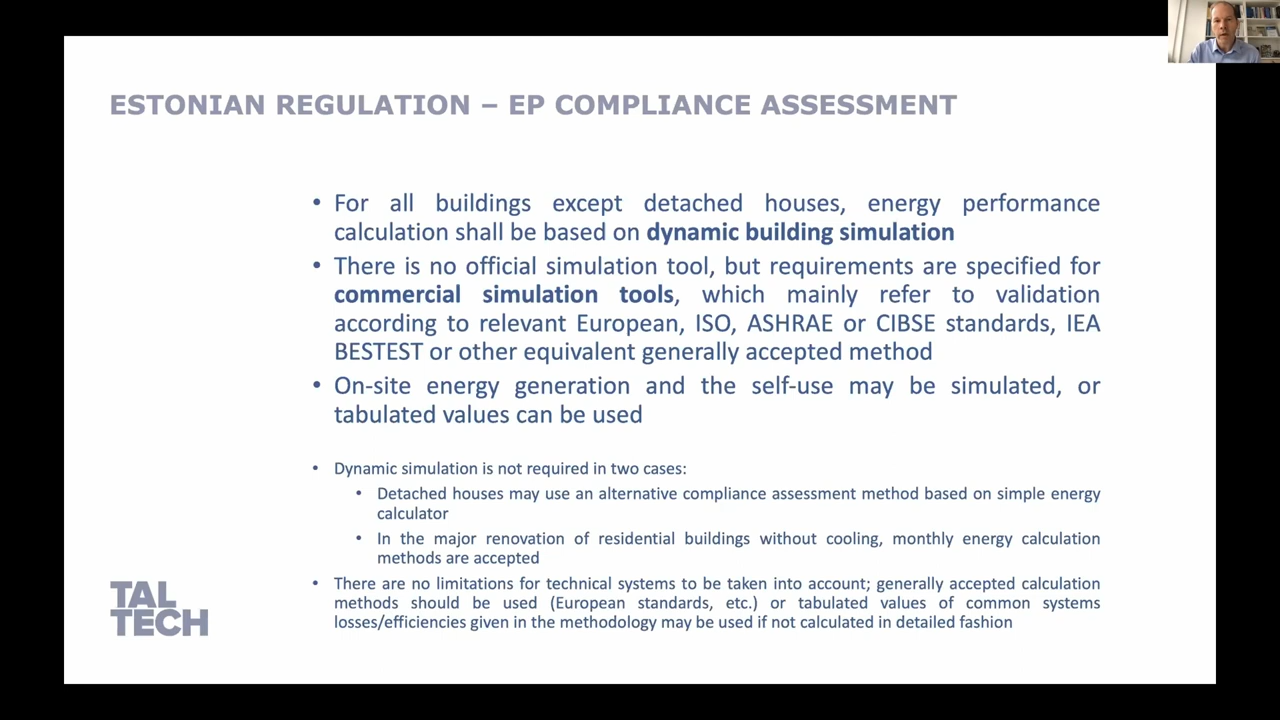 ESTONIAN REGULATION – EP COMPLIANCE ASSESSMENT
• For all buildings except detached houses, energy performance
calculation shall be based on dynamic building simulation
• There is no official simulation tool, but requirements are specified for
commercial simulation tools, which mainly refer to validation
according to relevant European, ISO, ASHRAE or CIBSE standards, IEA
BESTEST or other equivalent generally accepted method
• On-site energy generation and the self-use may be simulated, or
tabulated values can be used
• Dynamic simulation is not required in two cases:
• Detached houses may use an alternative compliance assessment method based on simple energy
calculator
• In the major renovation of residential buildings without cooling, monthly energy calculation
methods are accepted
• There are no limitations for technical systems to be taken into account; generally accepted calculation
methods should be used (European standards, etc.) or tabulated values of common systems
losses/efficiencies given in the methodology may be used if not calculated in detailed fashion
TAL
TECH